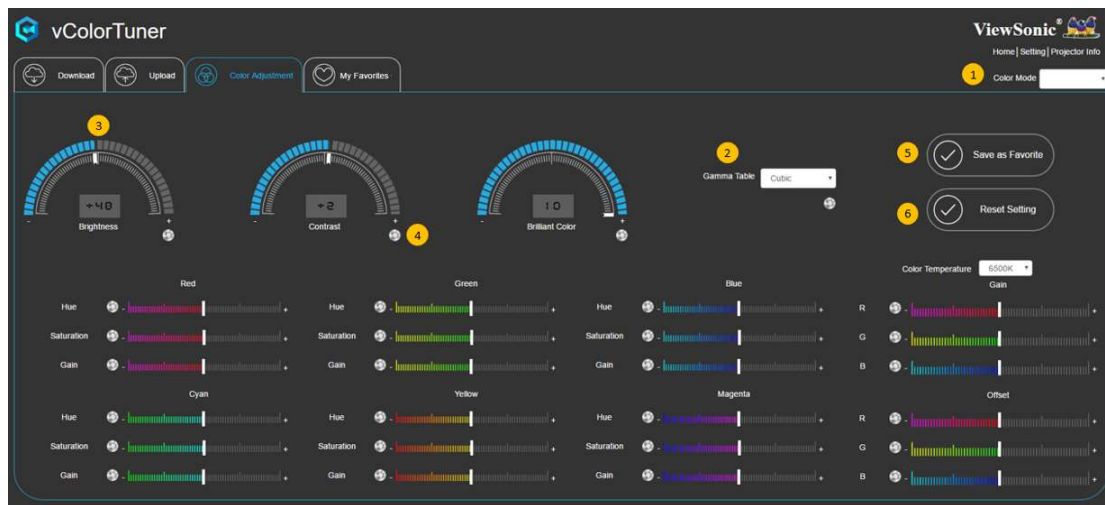 vColorTuner
ViewSonic®
Home | Setting | Projector Info
Download
Upload
Color Adjustment
My Favorites
1
Color Mode
3
2
Gamma Table
Cubic
5
Save as Favorite
6
Reset Setting
+48
- Brightness +
+2
- Contrast +
4
10
- Brilliant Color +
Color Temperature
6500K
Red
Green
Blue
Gain
Hue - + Hue - + Hue - + R - +
Saturation - + Saturation - + Saturation - + G - +
Gain - + Gain - + Gain - + B - +
Cyan
Yellow
Magenta
Offset
Hue - + Hue - + Hue - + R - +
Saturation - + Saturation - + Saturation - + G - +
Gain - + Gain - + Gain - + B - +